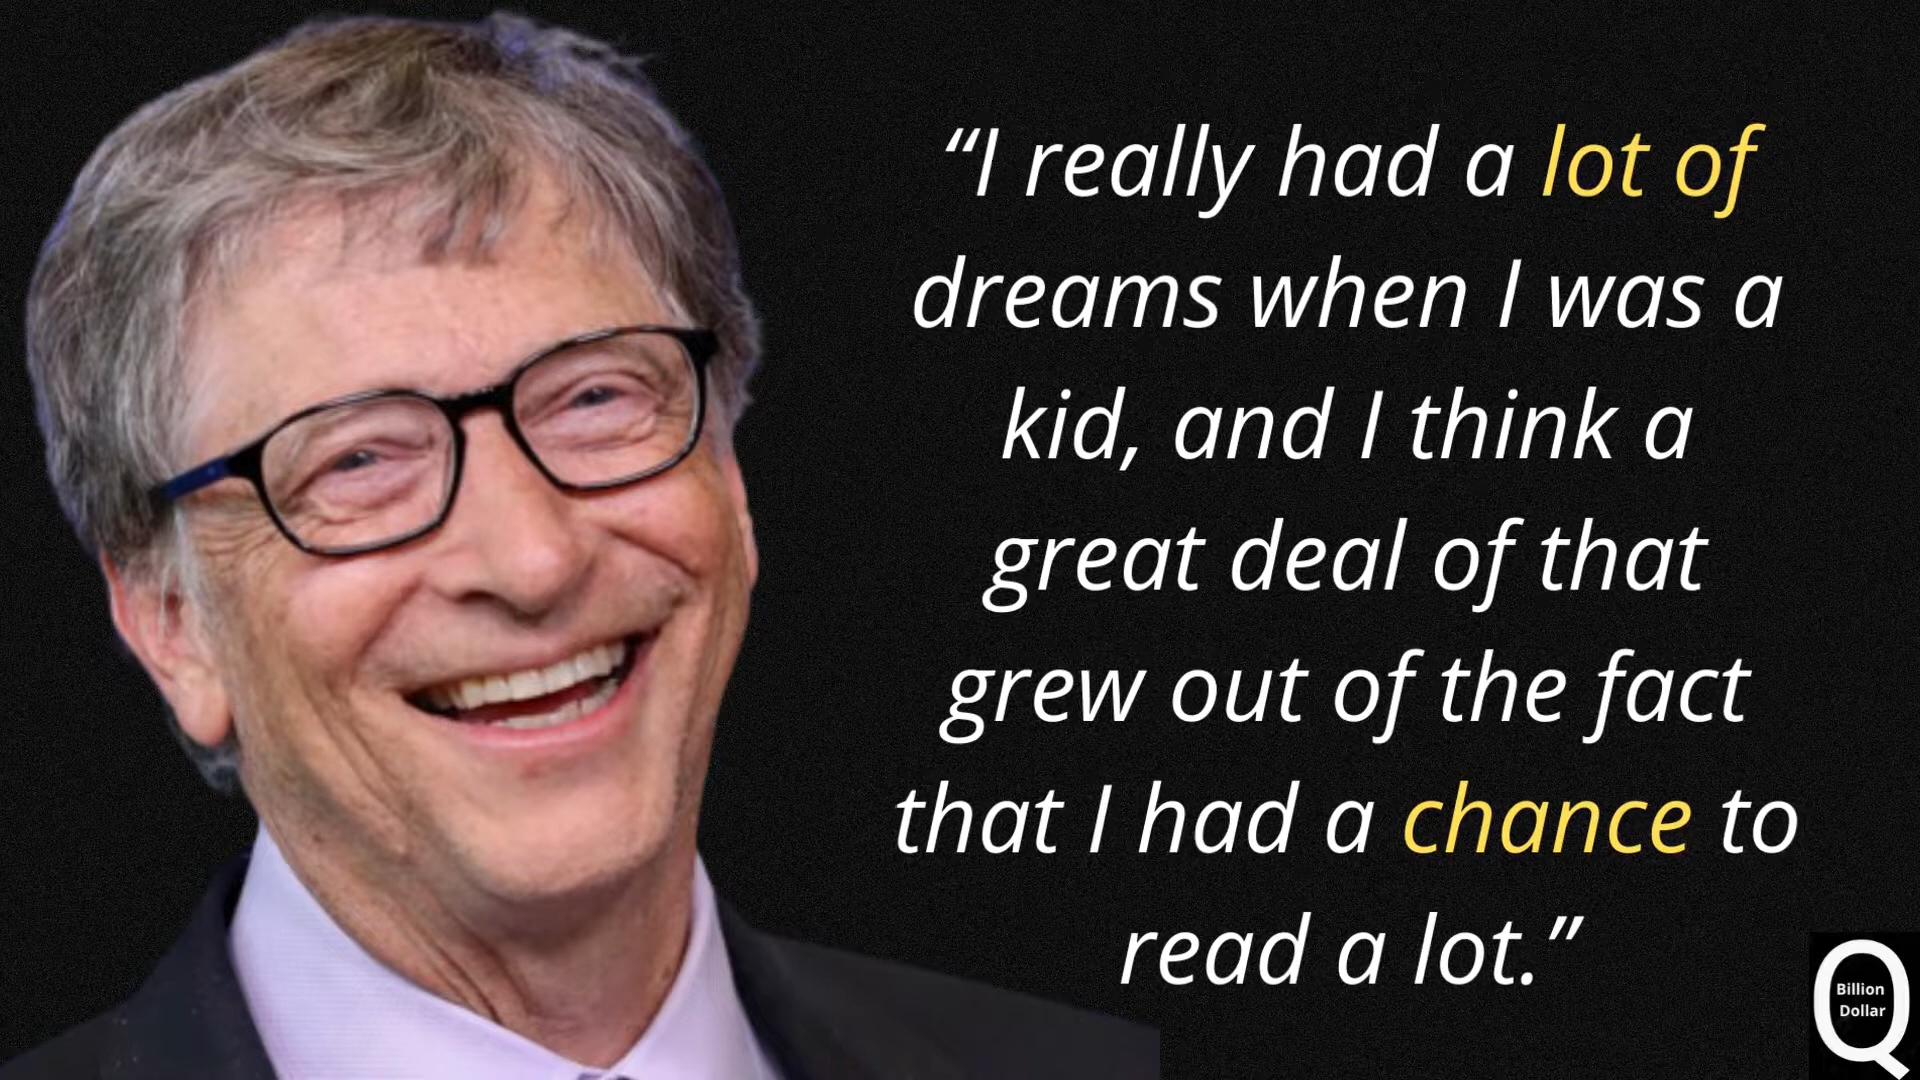 “I really had a lot of
dreams when I was a
kid, and I think a
great deal of that
grew out of the fact
that I had a chance to
read a lot.”
Q
Billion
Dollar